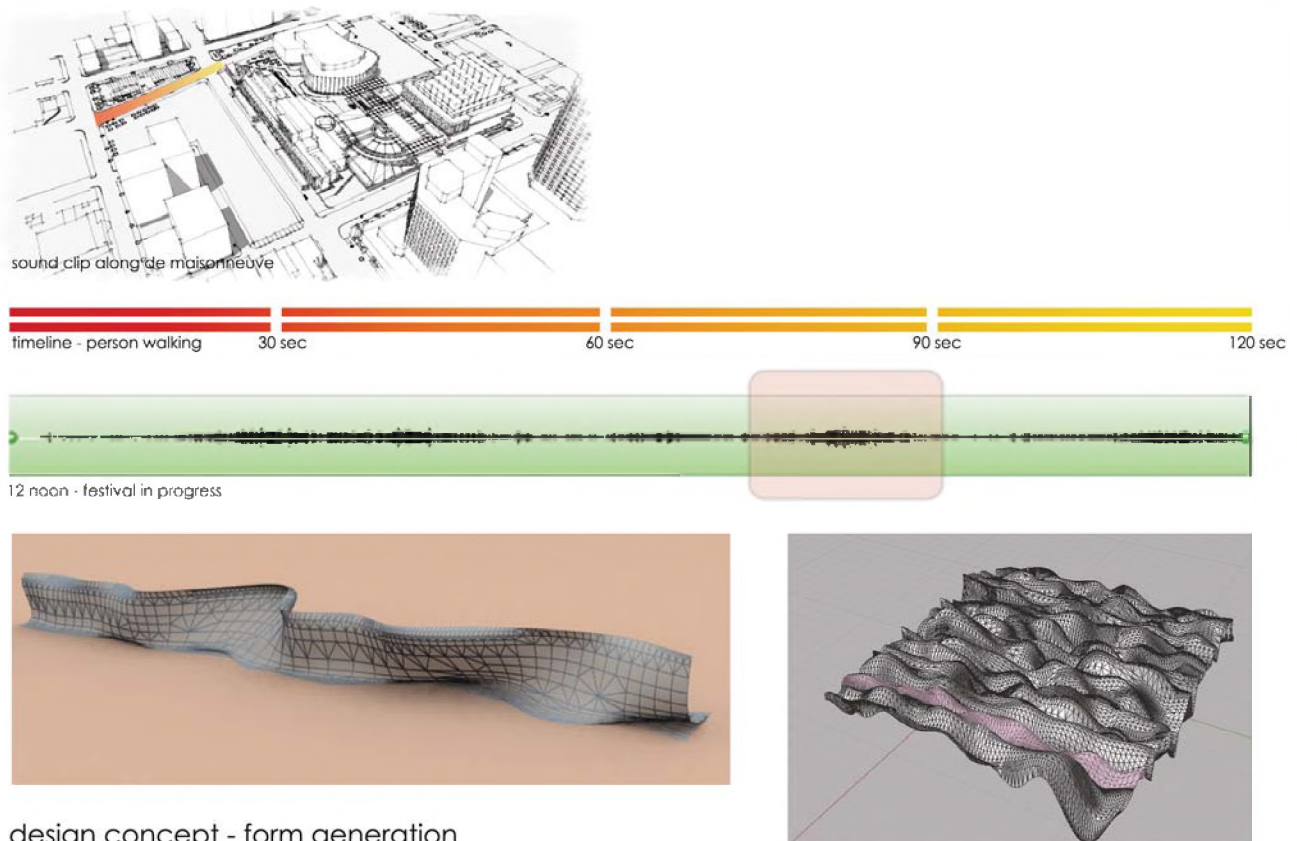 sound clip along de maisonneuve
timeline - person walking 30 sec 60 sec 90 sec 120 sec
12 noon - festival in progress
design concept - form generation